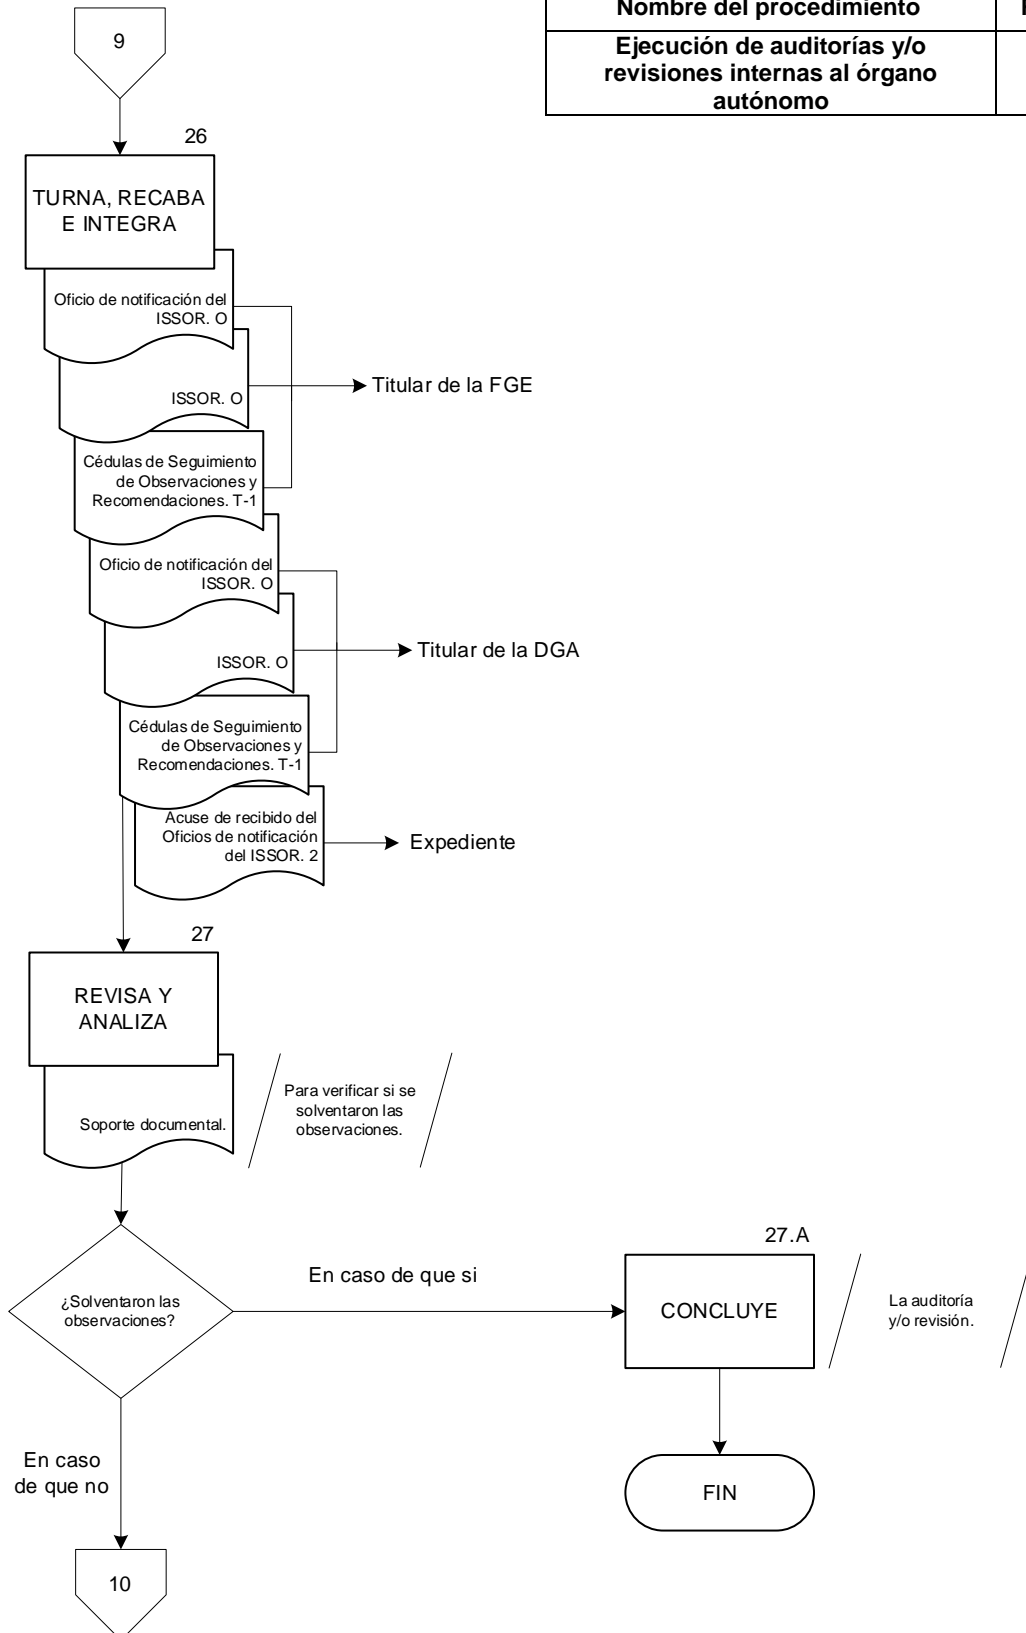 Nombre del procedimiento
Ejecución de auditorías y/o
revisiones internas al órgano
autónomo
9
26
TURNA, RECABA
E INTEGRA
Oficio de notificación del
ISSOR. O
ISSOR. O
Titular de la FGE
Cédulas de Seguimiento
de Observaciones y
Recomendaciones. T-1
Oficio de notificación del
ISSOR. O
ISSOR. O
Titular de la DGA
Cédulas de Seguimiento
de Observaciones y
Recomendaciones. T-1
Acuse de recibido del
Oficios de notificación
del ISSOR. 2
Expediente
27
REVISA Y
ANALIZA
Soporte documental.
Para verificar si se
solventaron las
observaciones.
¿Solventaron las
observaciones?
En caso de que si
27.A
CONCLUYE
La auditoría
y/o revisión.
FIN
En caso
de que no
10